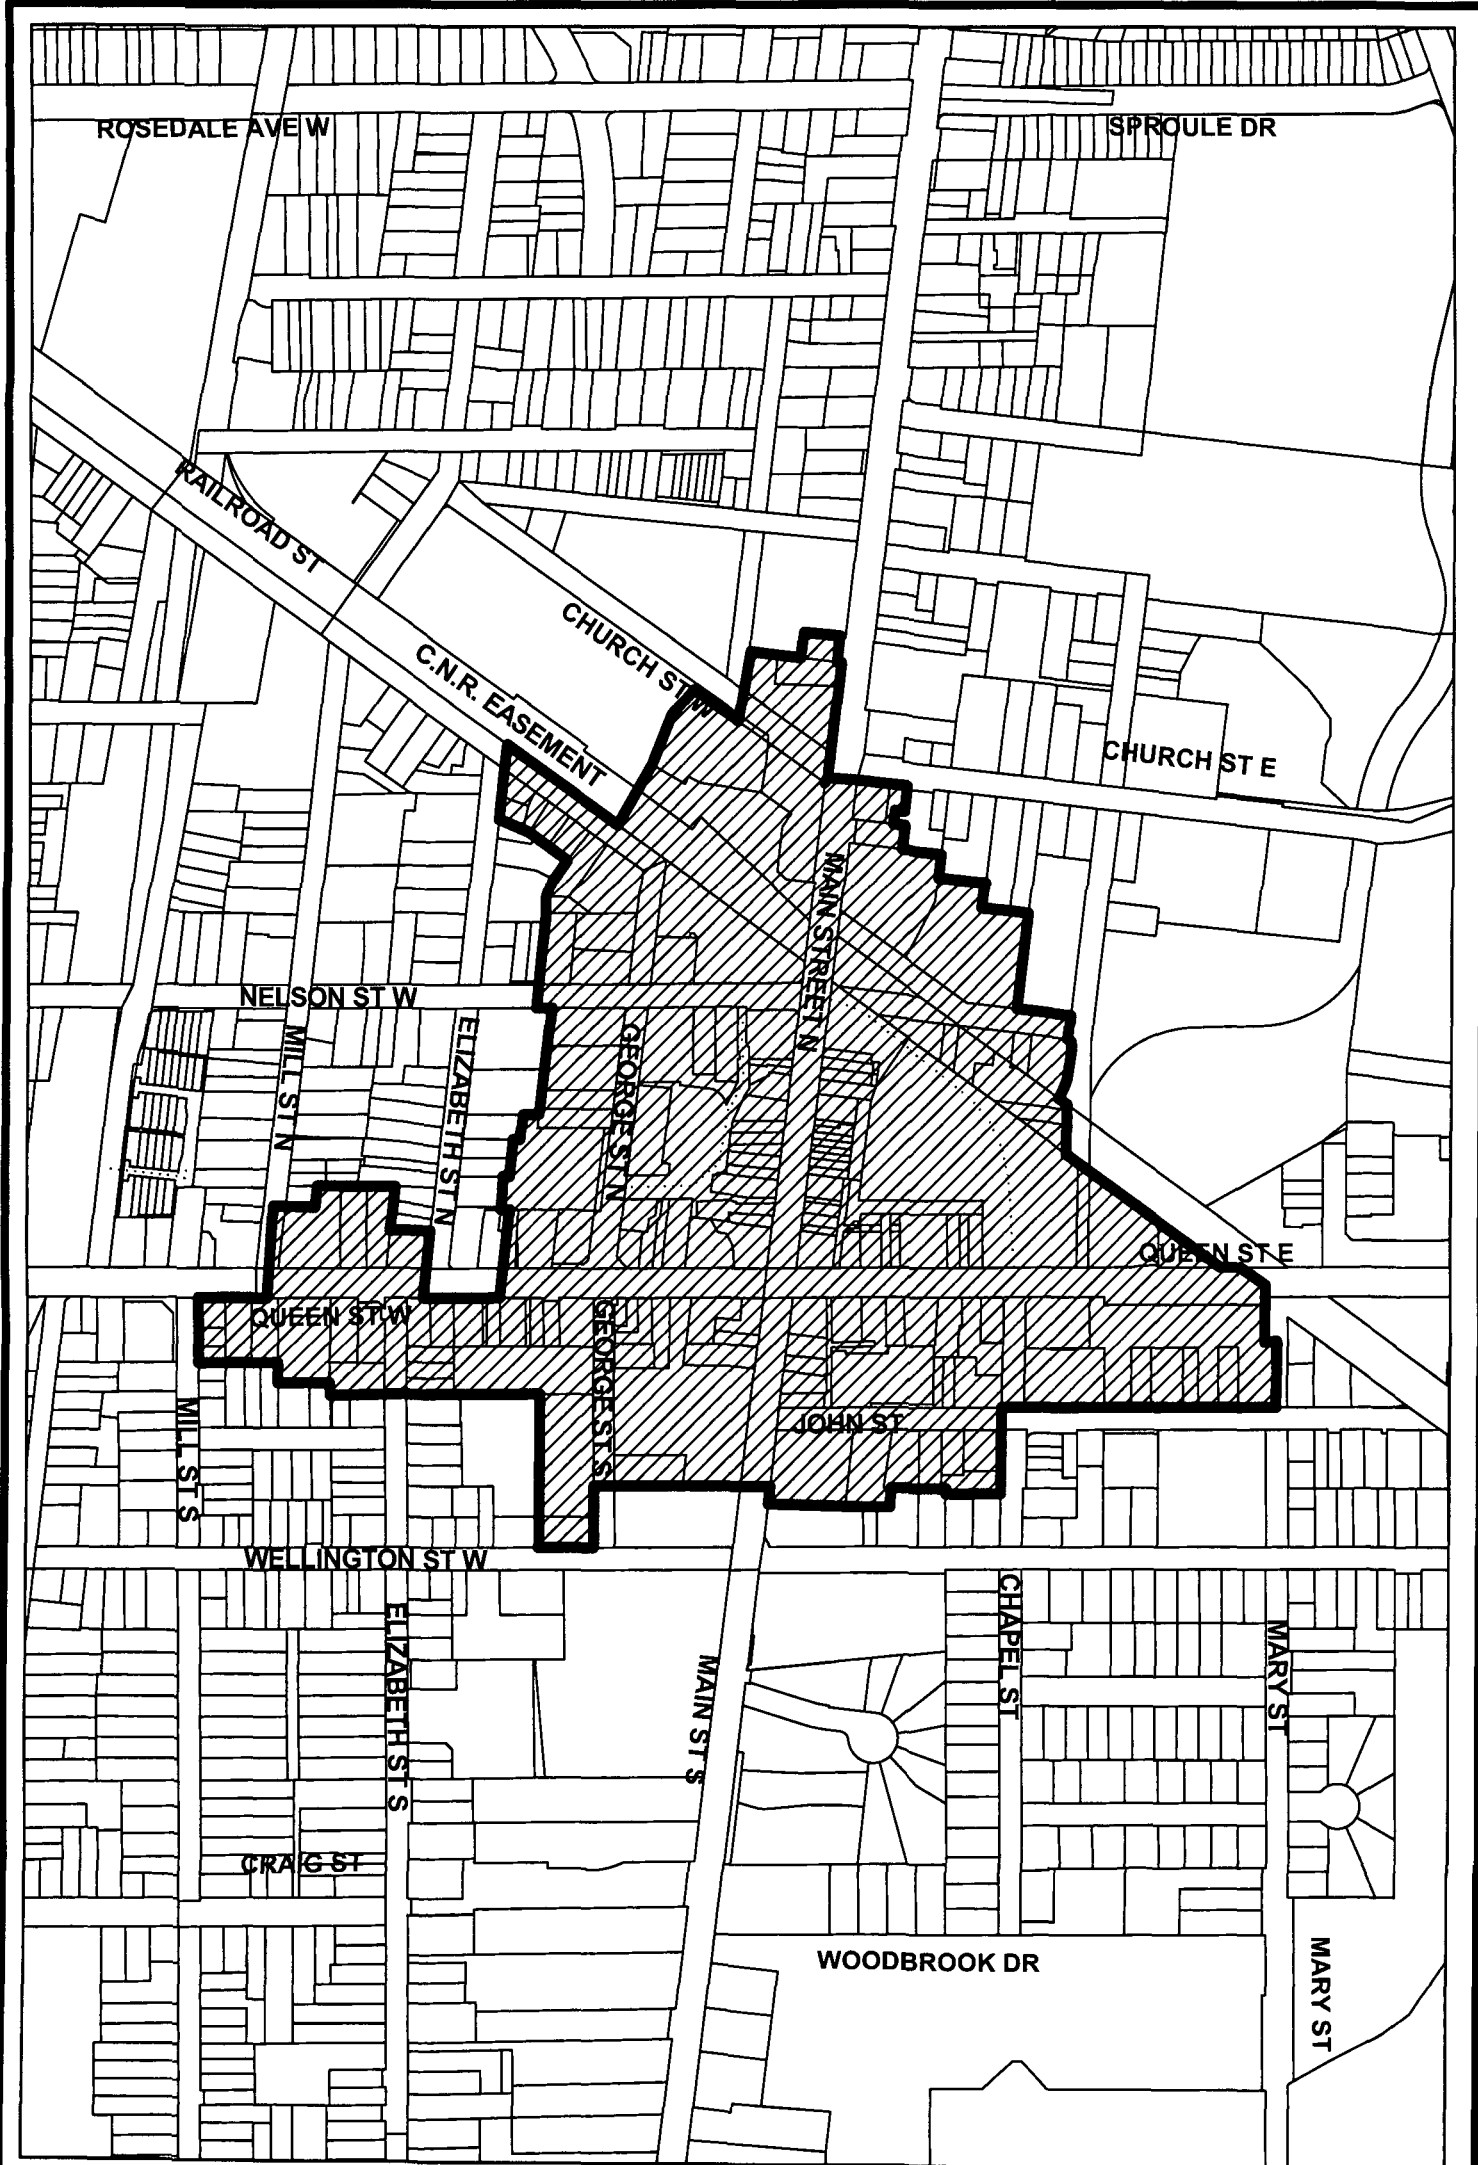 ROSEDALE AVE W
SPROULE DR
RAILROAD ST
CHURCH ST W
C.N.R. EASEMENT
CHURCH ST E
MAIN STREET N
NELSON ST W
MILL ST N
ELIZABETH ST N
GEORGE ST N
QUEEN ST E
QUEEN ST W
GEORGE ST S
JOHN ST
MILL ST S
WELLINGTON ST W
ELIZABETH ST S
CHAPEL ST
MARY ST
MAIN ST S
CRAIG ST
WOODBROOK DR
MARY ST